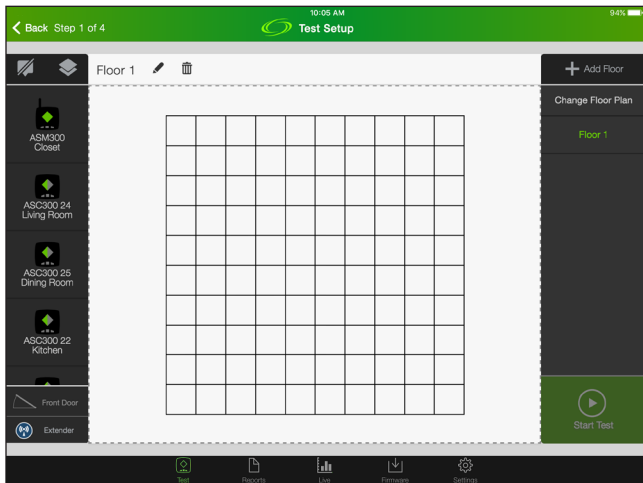 10:05 AM
94%
Back Step 1 of 4
Test Setup
Floor 1
Add Floor
Change Floor Plan
Floor 1
ASM300
Closet
ASC300 24
Living Room
ASC300 25
Dining Room
ASC300 22
Kitchen
Front Door
Extender
Start Test
Test
Reports
Live
Firmware
Settings